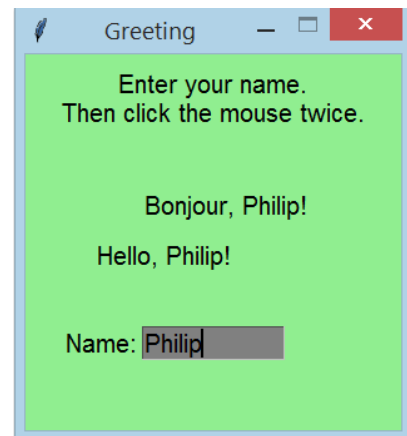 Greeting
Enter your name.
Then click the mouse twice.
Bonjour, Philip!
Hello, Philip!
Name: Philip